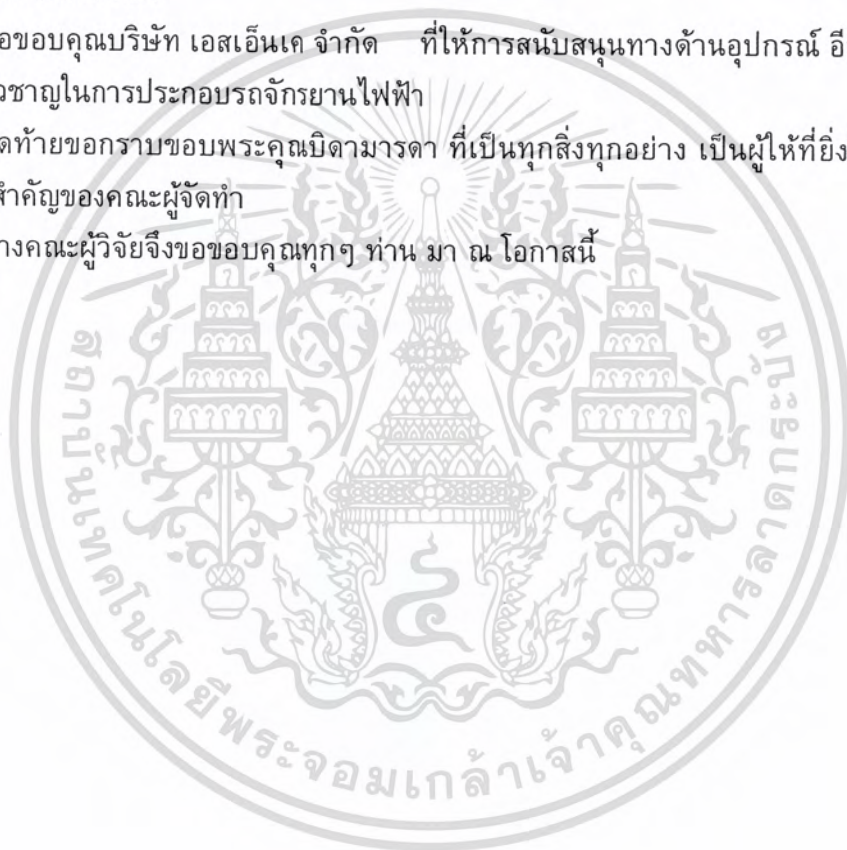 อขอบคุณบริษัท เอสเอ็นเค จำกัด ที่ให้การสนับสนุนทางด้านอุปกรณ์ อี
วชาญในการประกอบรถจักรยานไฟฟ้า
ดท้ายขอกราบขอบพระคุณบิดามารดา ที่เป็นทุกสิ่งทุกอย่าง เป็นผู้ให้ที่ยิ่ง
สำคัญของคณะผู้จัดทำ
างคณะผู้วิจัยจึงขอขอบคุณทุกๆ ท่าน มา ณ โอกาสนี้
สถาบันเทคโนโลยีพระจอมเกล้าเจ้าคุณทหารลาดกระบัง